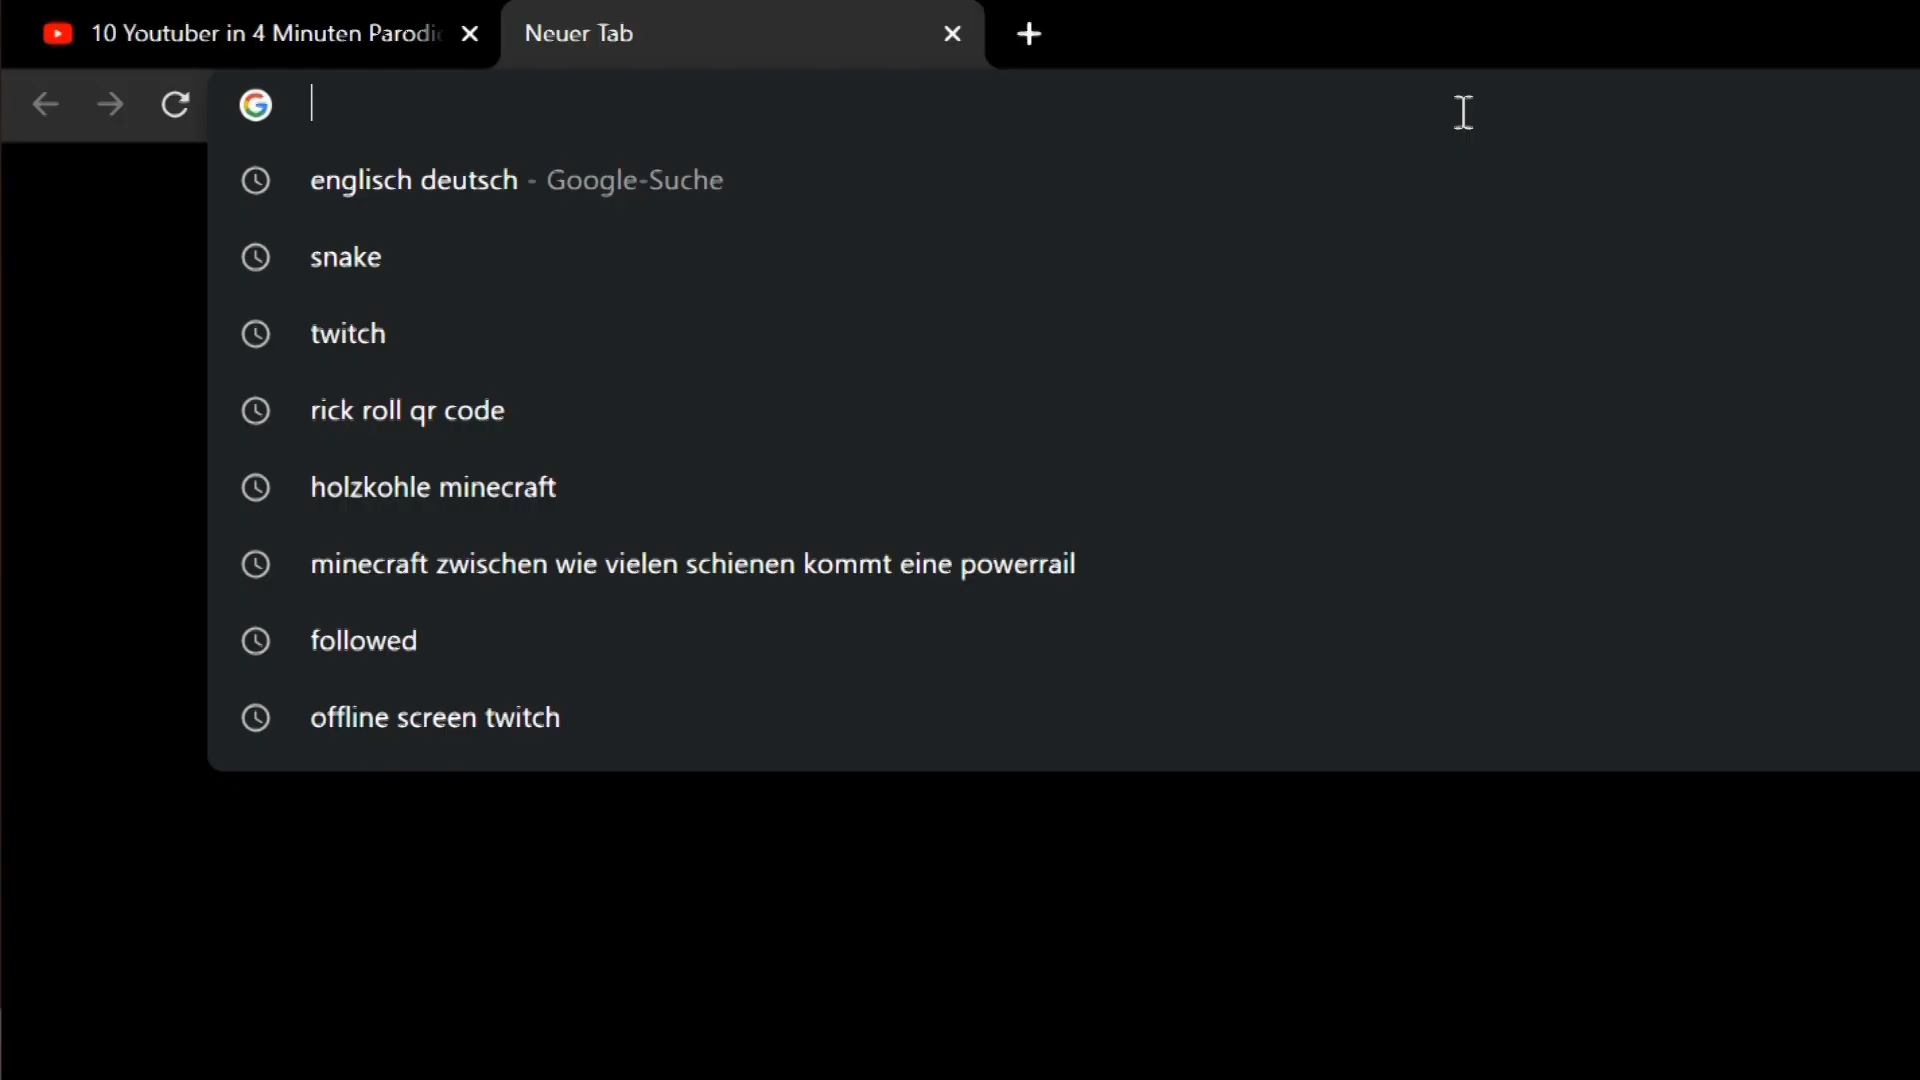 10 Youtuber in 4 Minuten Parodie
Neuer Tab
englisch deutsch - Google-Suche
snake
twitch
rick roll qr code
holzkohle minecraft
minecraft zwischen wie vielen schienen kommt eine powerrail
followed
offline screen twitch